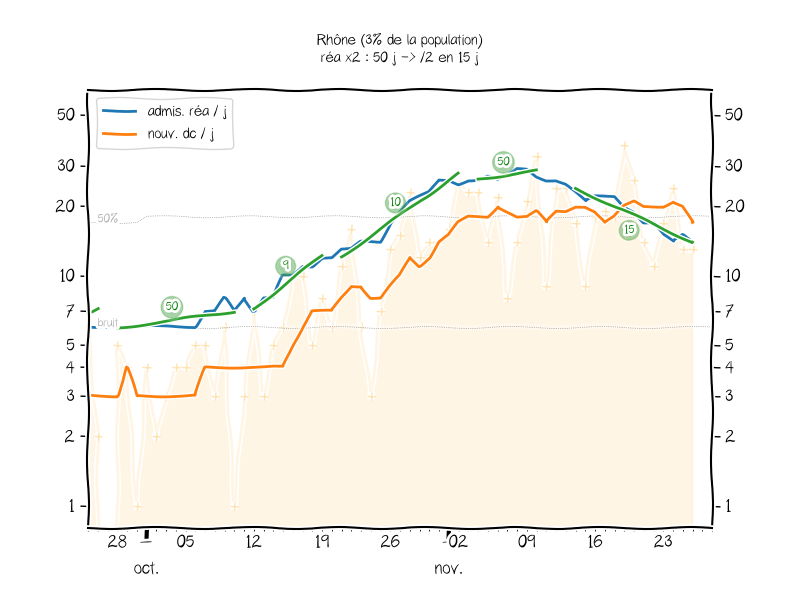 Rhône (3% de la population)
réa x2 : 50 j -> /2 en 15 j
admis. réa / j
nouv. dc / j
50 50
30 30
20 20
10 10
7 7
5 5
4 4
3 3
2 2
1 1
50%
bruit
50
9
10
50
15
28 05 12 19 26 02 09 16 23
oct. nov.